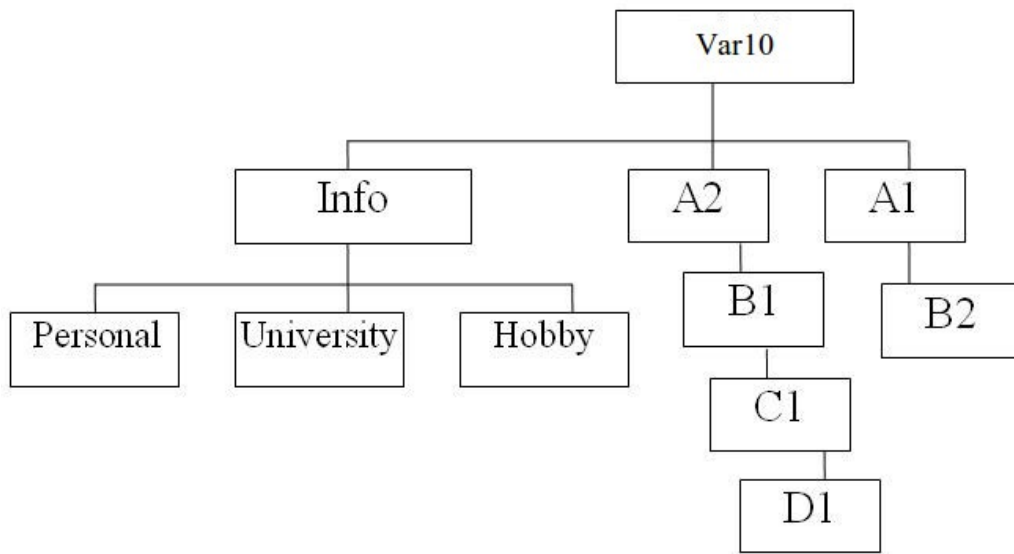 Var10
Info
A2
A1
Personal
University
Hobby
B1
B2
C1
D1